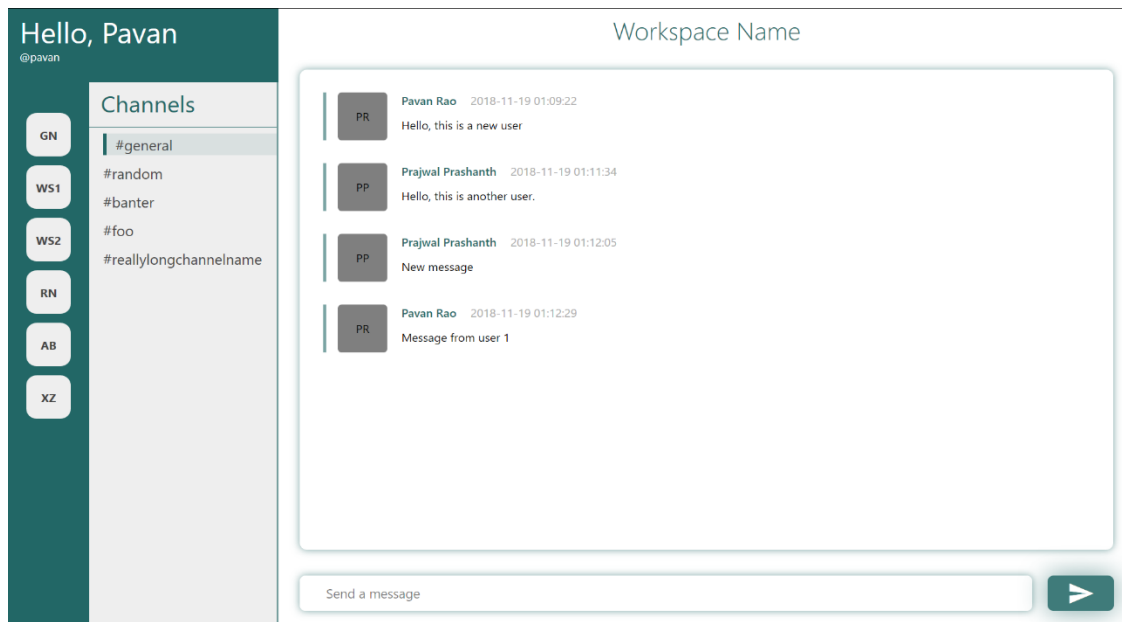 Hello, Pavan
@pavan
GN
WS1
WS2
RN
AB
XZ
Channels
#general
#random
#banter
#foo
#reallylongchannelname
Workspace Name
PR
Pavan Rao 2018-11-19 01:09:22
Hello, this is a new user
PP
Prajwal Prashanth 2018-11-19 01:11:34
Hello, this is another user.
PP
Prajwal Prashanth 2018-11-19 01:12:05
New message
PR
Pavan Rao 2018-11-19 01:12:29
Message from user 1
Send a message